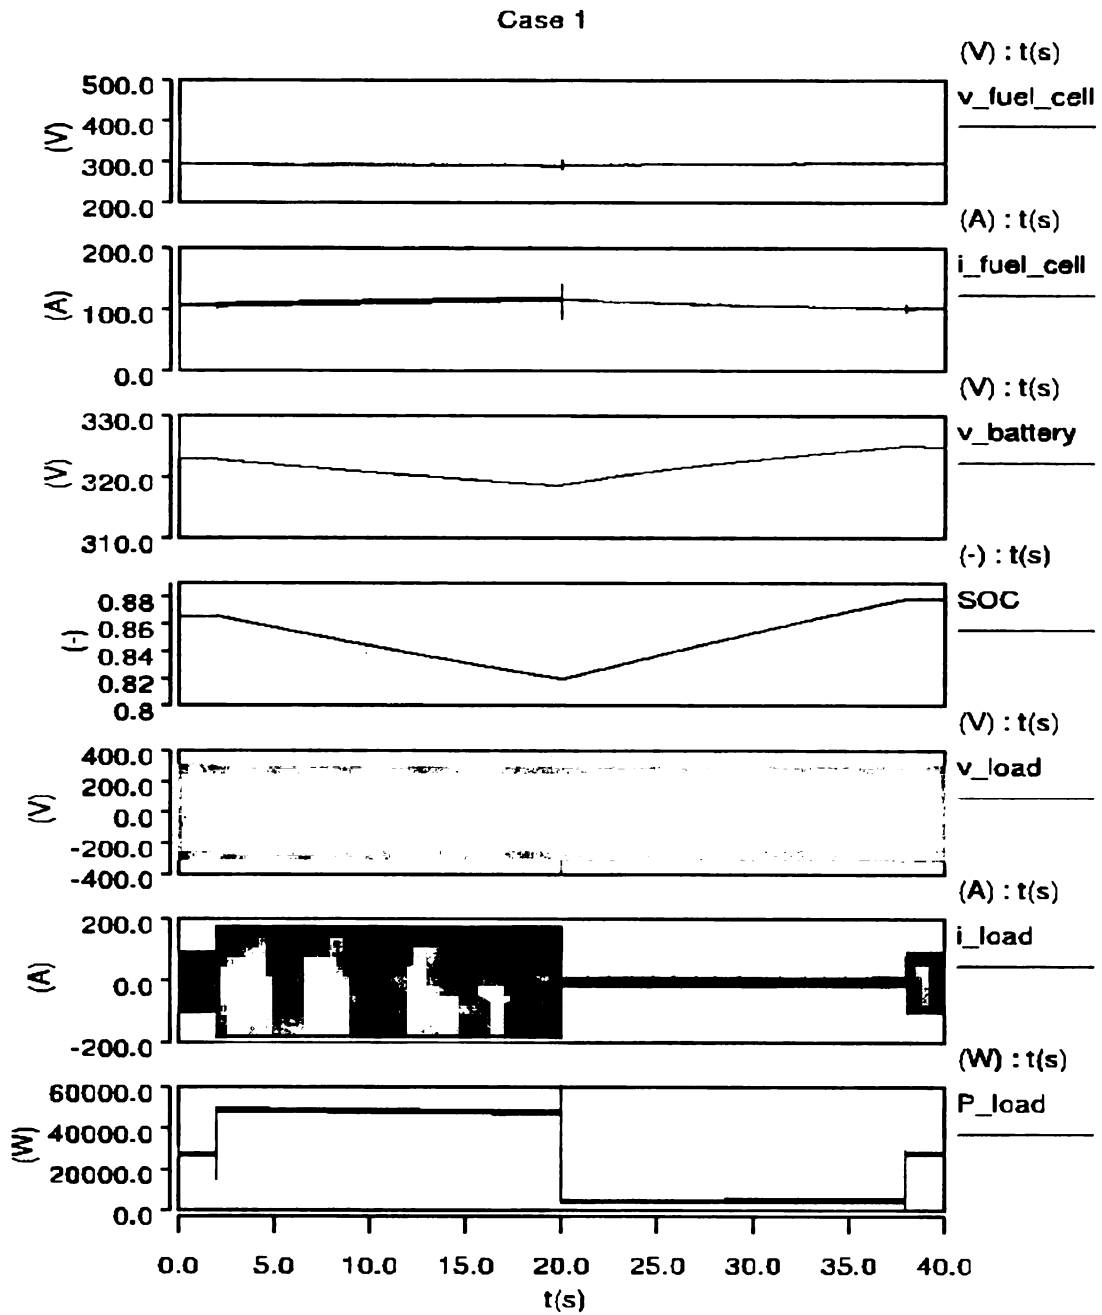 Case 1
(V) : t(s)
v_fuel_cell
500.0
400.0
300.0
200.0
(V)
(A) : t(s)
i_fuel_cell
200.0
100.0
0.0
(A)
(V) : t(s)
v_battery
330.0
320.0
310.0
(V)
(-) : t(s)
SOC
0.88
0.86
0.84
0.82
0.8
(-)
(V) : t(s)
v_load
400.0
200.0
0.0
-200.0
-400.0
(V)
(A) : t(s)
i_load
200.0
0.0
-200.0
(A)
(W) : t(s)
P_load
60000.0
40000.0
20000.0
0.0
(W)
0.0 5.0 10.0 15.0 20.0 25.0 30.0 35.0 40.0
t(s)